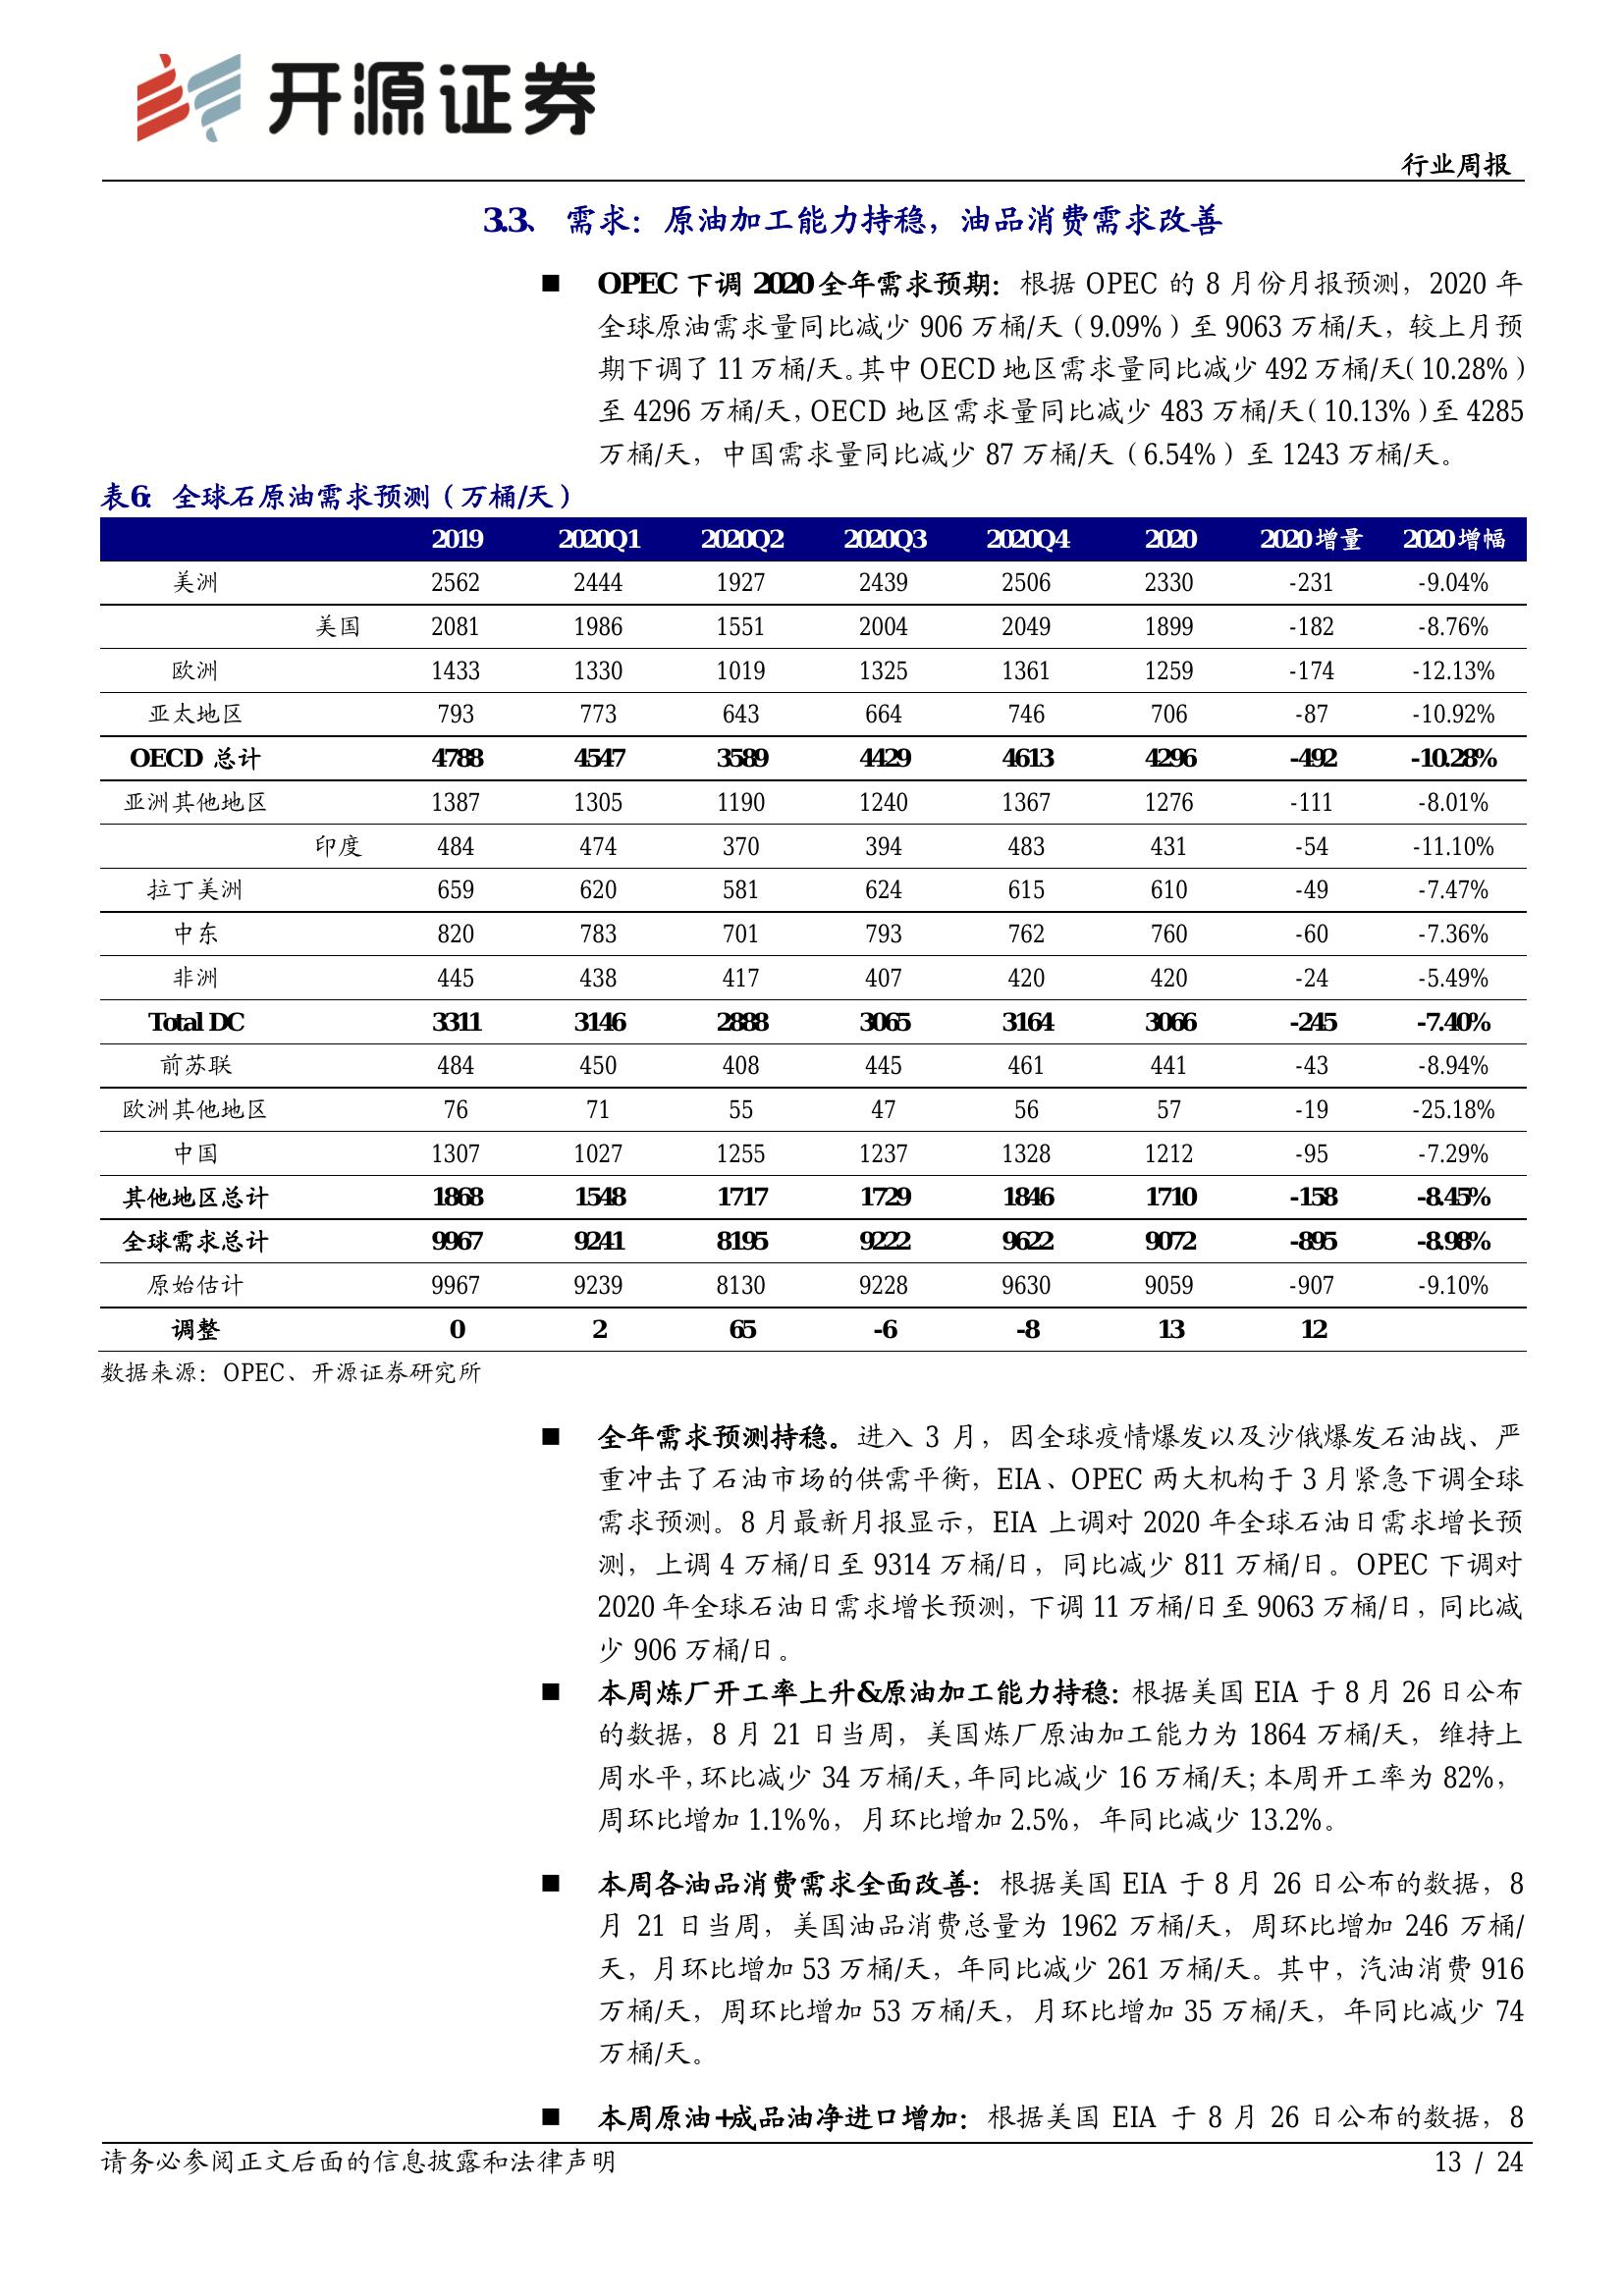 开源证券
行业周报
3.3、 需求：原油加工能力持稳，油品消费需求改善
■ OPEC 下调 2020 全年需求预期：根据 OPEC 的 8 月份月报预测，2020 年
全球原油需求量同比减少 906 万桶/天（9.09%）至 9063 万桶/天，较上月预
期下调了 11 万桶/天。其中 OECD 地区需求量同比减少 492 万桶/天（10.28%）
至 4296 万桶/天，OECD 地区需求量同比减少 483 万桶/天（10.13%）至 4285
万桶/天，中国需求量同比减少 87 万桶/天（6.54%）至 1243 万桶/天。
表6： 全球石原油需求预测（万桶/天）
2019 2020Q1 2020Q2 2020Q3 2020Q4 2020 2020 增量 2020 增幅
美洲 2562 2444 1927 2439 2506 2330 -231 -9.04%
美国 2081 1986 1551 2004 2049 1899 -182 -8.76%
欧洲 1433 1330 1019 1325 1361 1259 -174 -12.13%
亚太地区 793 773 643 664 746 706 -87 -10.92%
OECD 总计 4788 4547 3589 4429 4613 4296 -492 -10.28%
亚洲其他地区 1387 1305 1190 1240 1367 1276 -111 -8.01%
印度 484 474 370 394 483 431 -54 -11.10%
拉丁美洲 659 620 581 624 615 610 -49 -7.47%
中东 820 783 701 793 762 760 -60 -7.36%
非洲 445 438 417 407 420 420 -24 -5.49%
Total DC 3311 3146 2888 3065 3164 3066 -245 -7.40%
前苏联 484 450 408 445 461 441 -43 -8.94%
欧洲其他地区 76 71 55 47 56 57 -19 -25.18%
中国 1307 1027 1255 1237 1328 1212 -95 -7.29%
其他地区总计 1868 1548 1717 1729 1846 1710 -158 -8.45%
全球需求总计 9967 9241 8195 9222 9622 9072 -895 -8.98%
原始估计 9967 9239 8130 9228 9630 9059 -907 -9.10%
调整 0 2 65 -6 -8 13 12
数据来源：OPEC、开源证券研究所
■ 全年需求预测持稳。进入 3 月，因全球疫情爆发以及沙俄爆发石油战、严
重冲击了石油市场的供需平衡，EIA、OPEC 两大机构于 3 月紧急下调全球
需求预测。8 月最新月报显示，EIA 上调对 2020 年全球石油日需求增长预
测，上调 4 万桶/日至 9314 万桶/日，同比减少 811 万桶/日。OPEC 下调对
2020 年全球石油日需求增长预测，下调 11 万桶/日至 9063 万桶/日，同比减
少 906 万桶/日。
■ 本周炼厂开工率上升&原油加工能力持稳：根据美国 EIA 于 8 月 26 日公布
的数据，8 月 21 日当周，美国炼厂原油加工能力为 1864 万桶/天，维持上
周水平，环比减少 34 万桶/天，年同比减少 16 万桶/天；本周开工率为 82%，
周环比增加 1.1%%，月环比增加 2.5%，年同比减少 13.2%。
■ 本周各油品消费需求全面改善：根据美国 EIA 于 8 月 26 日公布的数据，8
月 21 日当周，美国油品消费总量为 1962 万桶/天，周环比增加 246 万桶/
天，月环比增加 53 万桶/天，年同比减少 261 万桶/天。其中，汽油消费 916
万桶/天，周环比增加 53 万桶/天，月环比增加 35 万桶/天，年同比减少 74
万桶/天。
■ 本周原油+成品油净进口增加：根据美国 EIA 于 8 月 26 日公布的数据，8
请务必参阅正文后面的信息披露和法律声明 13 / 24